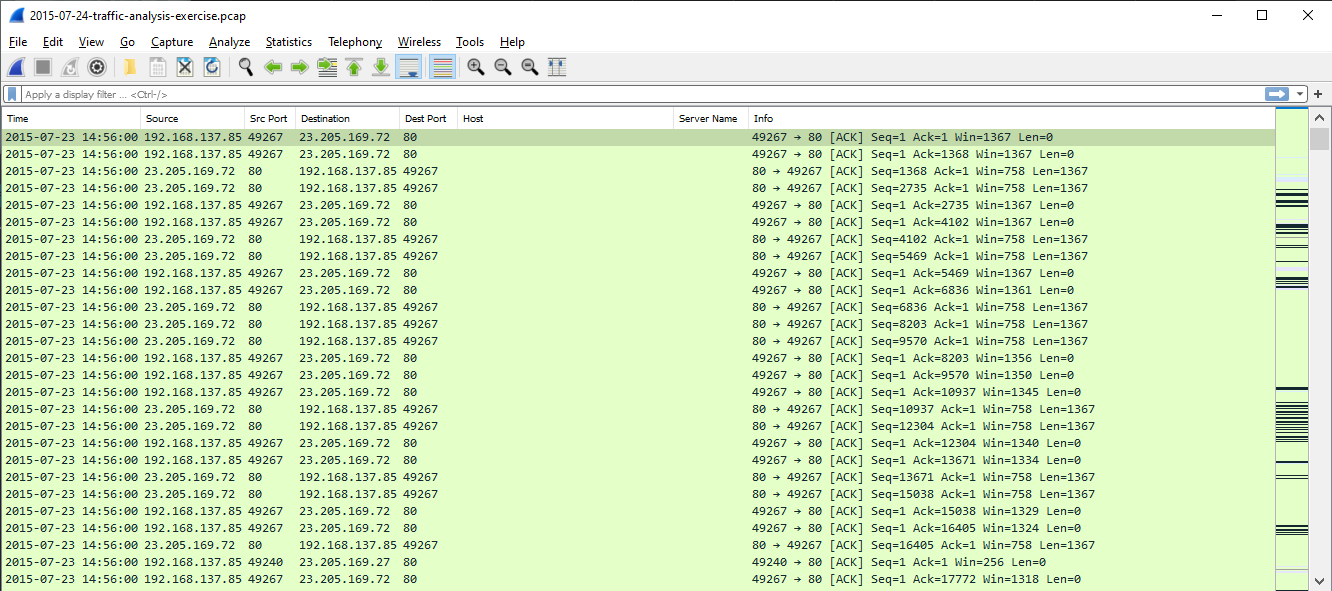 2015-07-24-traffic-analysis-exercise.pcap
File Edit View Go Capture Analyze Statistics Telephony Wireless Tools Help
Apply a display filter ... <Ctrl-/>
Time Source Src Port Destination Dest Port Host Server Name Info
2015-07-23 14:56:00 192.168.137.85 49267 23.205.169.72 80 49267 → 80 [ACK] Seq=1 Ack=1 Win=1367 Len=0
2015-07-23 14:56:00 192.168.137.85 49267 23.205.169.72 80 49267 → 80 [ACK] Seq=1 Ack=1368 Win=1367 Len=0
2015-07-23 14:56:00 23.205.169.72 80 192.168.137.85 49267 80 → 49267 [ACK] Seq=1368 Ack=1 Win=758 Len=1367
2015-07-23 14:56:00 23.205.169.72 80 192.168.137.85 49267 80 → 49267 [ACK] Seq=2735 Ack=1 Win=758 Len=1367
2015-07-23 14:56:00 192.168.137.85 49267 23.205.169.72 80 49267 → 80 [ACK] Seq=1 Ack=2735 Win=1367 Len=0
2015-07-23 14:56:00 192.168.137.85 49267 23.205.169.72 80 49267 → 80 [ACK] Seq=1 Ack=4102 Win=1367 Len=0
2015-07-23 14:56:00 23.205.169.72 80 192.168.137.85 49267 80 → 49267 [ACK] Seq=4102 Ack=1 Win=758 Len=1367
2015-07-23 14:56:00 23.205.169.72 80 192.168.137.85 49267 80 → 49267 [ACK] Seq=5469 Ack=1 Win=758 Len=1367
2015-07-23 14:56:00 192.168.137.85 49267 23.205.169.72 80 49267 → 80 [ACK] Seq=1 Ack=5469 Win=1367 Len=0
2015-07-23 14:56:00 192.168.137.85 49267 23.205.169.72 80 49267 → 80 [ACK] Seq=1 Ack=6836 Win=1361 Len=0
2015-07-23 14:56:00 23.205.169.72 80 192.168.137.85 49267 80 → 49267 [ACK] Seq=6836 Ack=1 Win=758 Len=1367
2015-07-23 14:56:00 23.205.169.72 80 192.168.137.85 49267 80 → 49267 [ACK] Seq=8203 Ack=1 Win=758 Len=1367
2015-07-23 14:56:00 23.205.169.72 80 192.168.137.85 49267 80 → 49267 [ACK] Seq=9570 Ack=1 Win=758 Len=1367
2015-07-23 14:56:00 192.168.137.85 49267 23.205.169.72 80 49267 → 80 [ACK] Seq=1 Ack=8203 Win=1356 Len=0
2015-07-23 14:56:00 192.168.137.85 49267 23.205.169.72 80 49267 → 80 [ACK] Seq=1 Ack=9570 Win=1350 Len=0
2015-07-23 14:56:00 192.168.137.85 49267 23.205.169.72 80 49267 → 80 [ACK] Seq=1 Ack=10937 Win=1345 Len=0
2015-07-23 14:56:00 23.205.169.72 80 192.168.137.85 49267 80 → 49267 [ACK] Seq=10937 Ack=1 Win=758 Len=1367
2015-07-23 14:56:00 23.205.169.72 80 192.168.137.85 49267 80 → 49267 [ACK] Seq=12304 Ack=1 Win=758 Len=1367
2015-07-23 14:56:00 192.168.137.85 49267 23.205.169.72 80 49267 → 80 [ACK] Seq=1 Ack=12304 Win=1340 Len=0
2015-07-23 14:56:00 192.168.137.85 49267 23.205.169.72 80 49267 → 80 [ACK] Seq=1 Ack=13671 Win=1334 Len=0
2015-07-23 14:56:00 23.205.169.72 80 192.168.137.85 49267 80 → 49267 [ACK] Seq=13671 Ack=1 Win=758 Len=1367
2015-07-23 14:56:00 23.205.169.72 80 192.168.137.85 49267 80 → 49267 [ACK] Seq=15038 Ack=1 Win=758 Len=1367
2015-07-23 14:56:00 192.168.137.85 49267 23.205.169.72 80 49267 → 80 [ACK] Seq=1 Ack=15038 Win=1329 Len=0
2015-07-23 14:56:00 192.168.137.85 49267 23.205.169.72 80 49267 → 80 [ACK] Seq=1 Ack=16405 Win=1324 Len=0
2015-07-23 14:56:00 23.205.169.72 80 192.168.137.85 49267 80 → 49267 [ACK] Seq=16405 Ack=1 Win=758 Len=1367
2015-07-23 14:56:00 192.168.137.85 49240 23.205.169.27 80 49240 → 80 [ACK] Seq=1 Ack=1 Win=256 Len=0
2015-07-23 14:56:00 192.168.137.85 49267 23.205.169.72 80 49267 → 80 [ACK] Seq=1 Ack=17772 Win=1318 Len=0